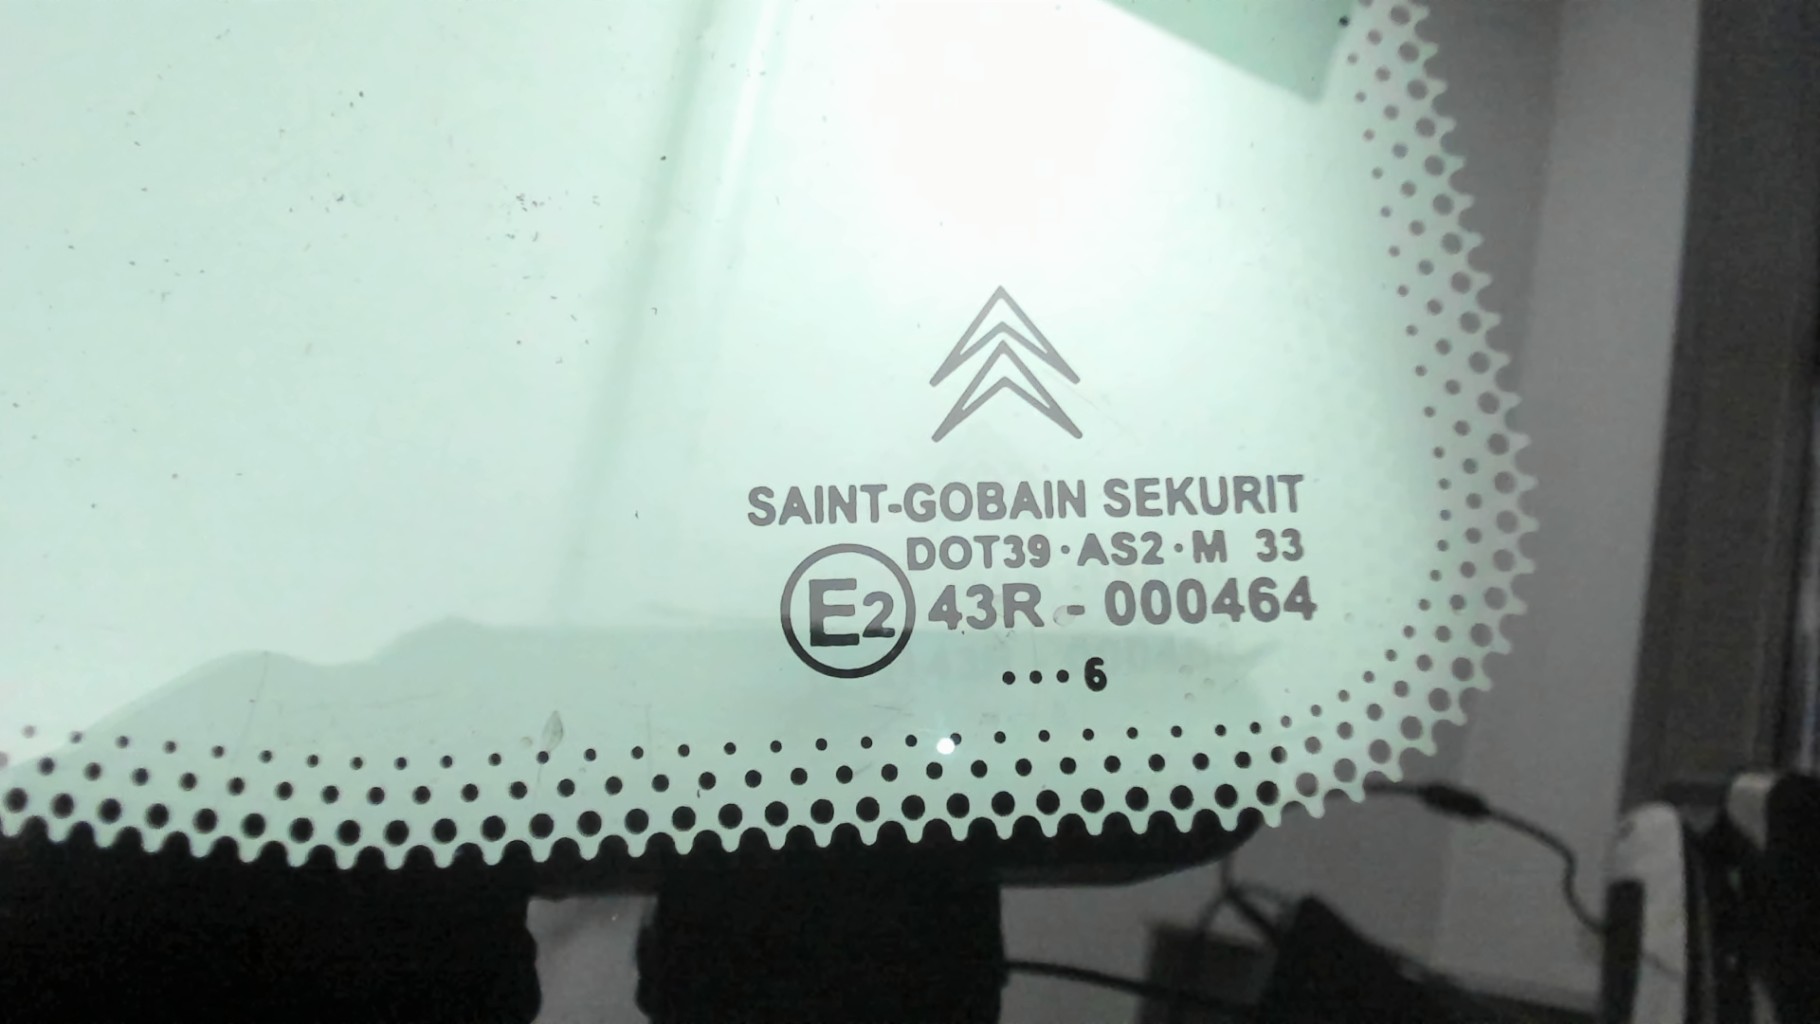 SAINT-GOBAIN SEKURIT
DOT39·AS2·M 33
E2 43R - 000464
•••6